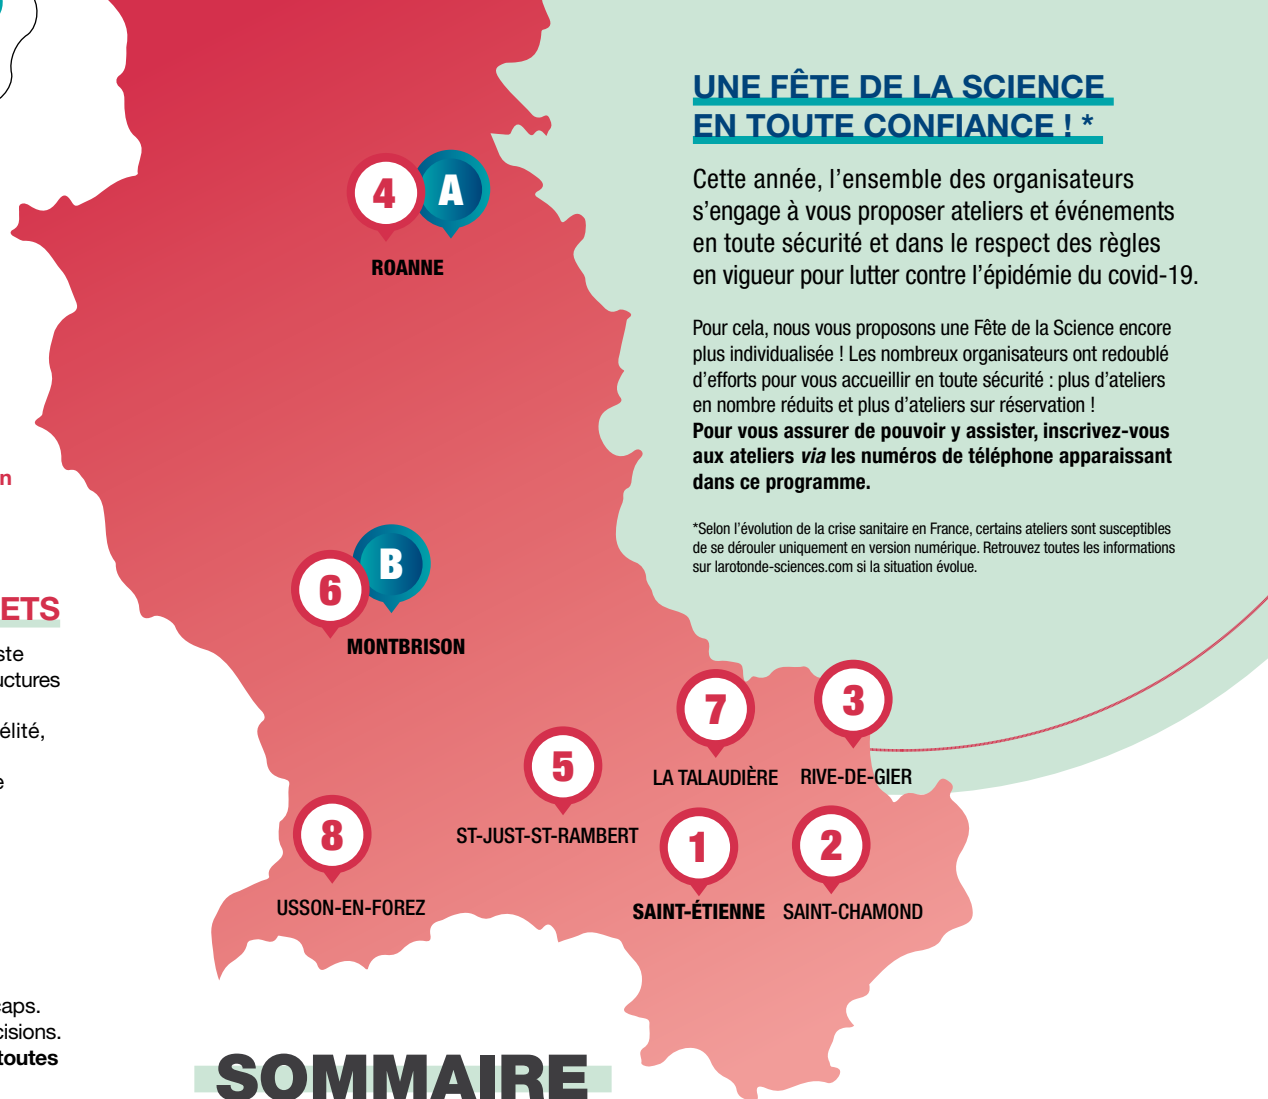 UNE FÊTE DE LA SCIENCE
EN TOUTE CONFIANCE ! *
Cette année, l’ensemble des organisateurs
s’engage à vous proposer ateliers et événements
en toute sécurité et dans le respect des règles
en vigueur pour lutter contre l’épidémie du covid-19.
Pour cela, nous vous proposons une Fête de la Science encore
plus individualisée ! Les nombreux organisateurs ont redoublé
d’efforts pour vous accueillir en toute sécurité : plus d’ateliers
en nombre réduits et plus d’ateliers sur réservation !
Pour vous assurer de pouvoir y assister, inscrivez-vous
aux ateliers via les numéros de téléphone apparaissant
dans ce programme.
*Selon l’évolution de la crise sanitaire en France, certains ateliers sont susceptibles
de se dérouler uniquement en version numérique. Retrouvez toutes les informations
sur larotonde-sciences.com si la situation évolue.
4 A
ROANNE
6 B
MONTBRISON
7
LA TALAUDIÈRE
3
RIVE-DE-GIER
5
ST-JUST-ST-RAMBERT
8
USSON-EN-FOREZ
1
SAINT-ÉTIENNE
2
SAINT-CHAMOND
n
ETS
ste
uctures
élité,
e
aps.
cisions.
toutes
SOMMAIRE